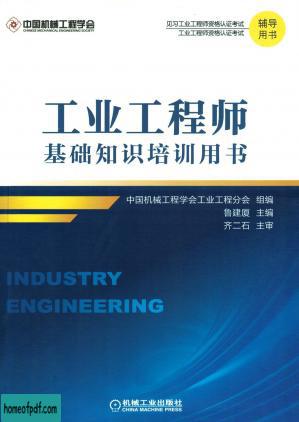 中国机械工程学会
CHINESE MECHANICAL ENGINEERING SOCIETY
见习工业工程师资格认证考试
工业工程师资格认证考试
辅导
用书
工业工程师
基础知识培训用书
中国机械工程学会工业工程分会 组编
鲁建厦 主编
齐二石 主审
INDUSTRY
ENGINEERING
机械工业出版社
CHINA MACHINE PRESS
homeofpdf.com
homeofpdf.com